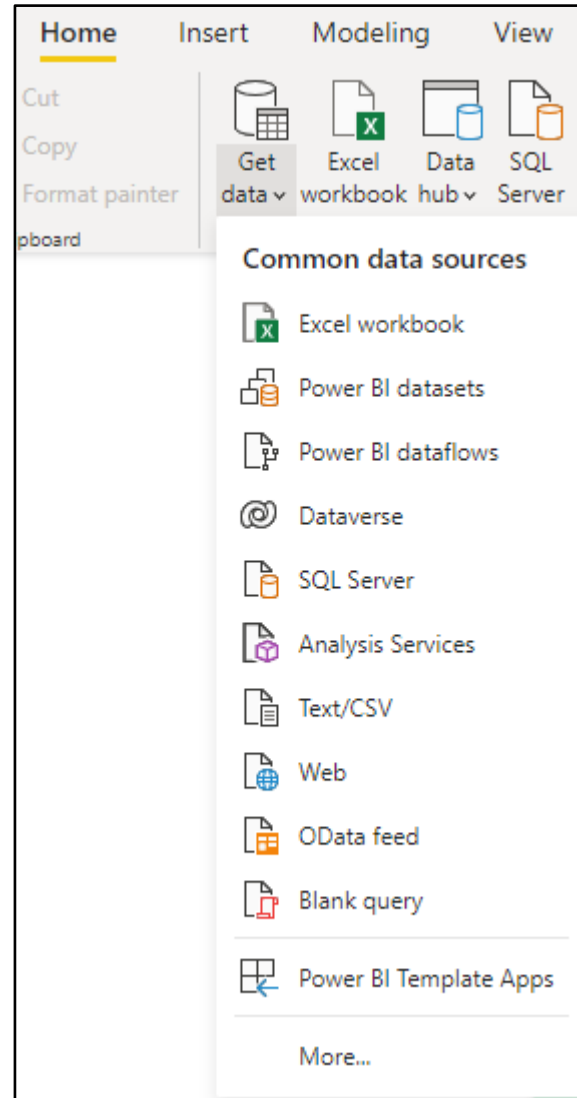 Home Insert Modeling View
Cut
Copy
Format painter
pboard
Get data
Excel workbook
Data hub
SQL Server
Common data sources
X Excel workbook
Power BI datasets
Power BI dataflows
Dataverse
SQL Server
Analysis Services
Text/CSV
Web
OData feed
Blank query
Power BI Template Apps
More...